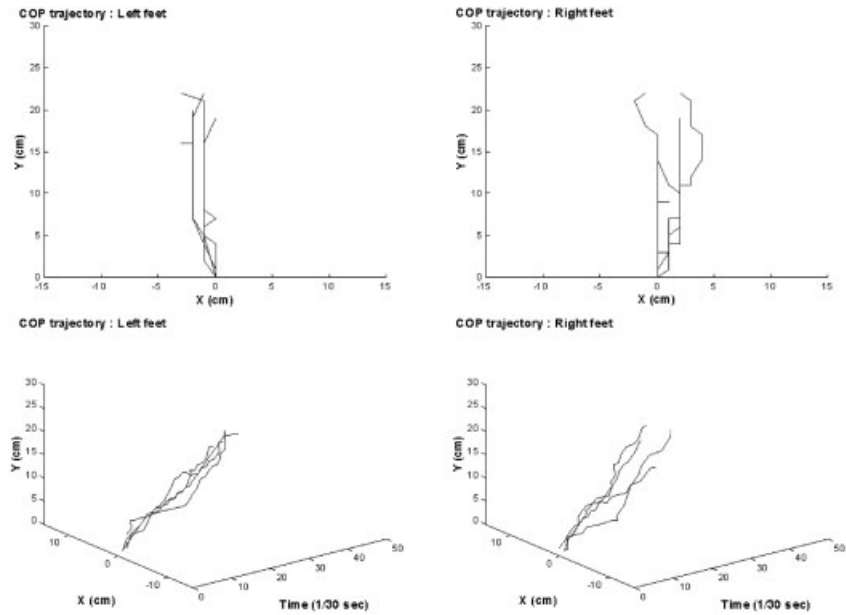 COP trajectory : Left feet
30
25
20
15
10
5
0
Y (cm)
-15 -10 -5 0 5 10 15
X (cm)
COP trajectory : Right feet
30
25
20
15
10
5
0
Y (cm)
-15 -10 -5 0 5 10 15
X (cm)
COP trajectory : Left feet
30
25
20
15
10
5
0
Y (cm)
10 0 -10
X (cm)
0 10 20 30 40 50
Time (1/30 sec)
COP trajectory : Right feet
30
25
20
15
10
5
0
Y (cm)
10 0 -10
X (cm)
0 10 20 30 40 50
Time (1/30 sec)